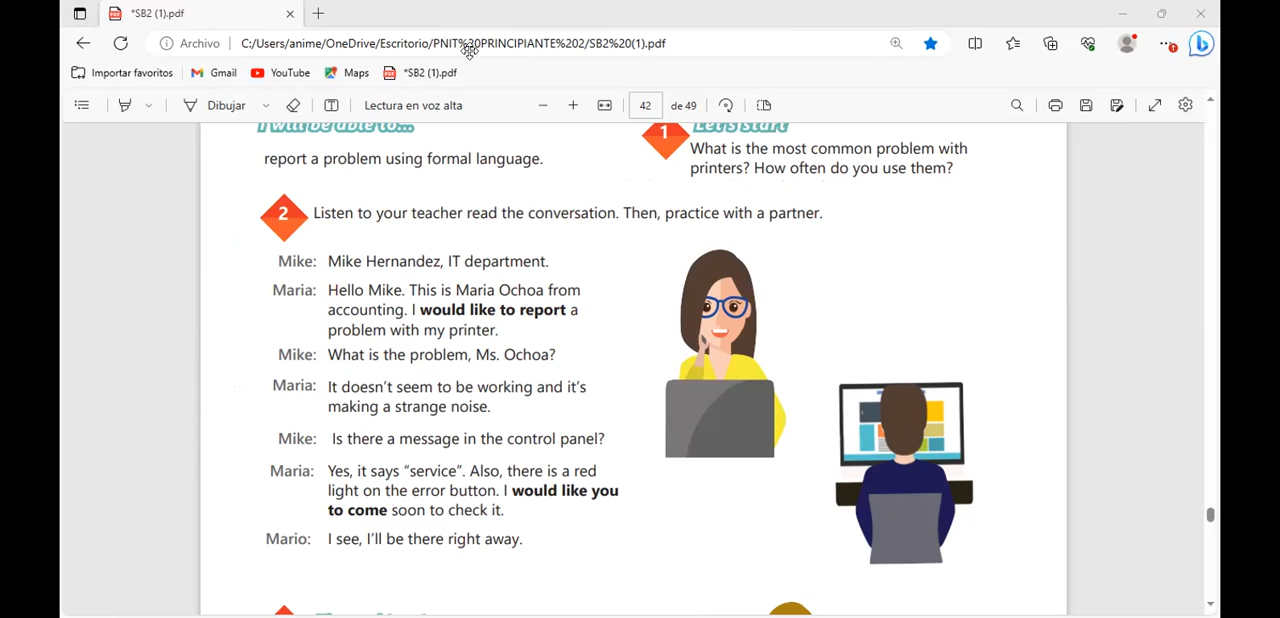 *SB2 (1).pdf
Archivo C:/Users/anime/OneDrive/Escritorio/PNIT%20PRINCIPIANTE%202/SB2%20(1).pdf
Importar favoritos Gmail YouTube Maps *SB2 (1).pdf
Dibujar Lectura en voz alta 42 de 49
I will be able to...
report a problem using formal language.
1 Let's start
What is the most common problem with
printers? How often do you use them?
2 Listen to your teacher read the conversation. Then, practice with a partner.
Mike: Mike Hernandez, IT department.
Maria: Hello Mike. This is Maria Ochoa from
accounting. I would like to report a
problem with my printer.
Mike: What is the problem, Ms. Ochoa?
Maria: It doesn't seem to be working and it's
making a strange noise.
Mike: Is there a message in the control panel?
Maria: Yes, it says "service". Also, there is a red
light on the error button. I would like you
to come soon to check it.
Mario: I see, I'll be there right away.